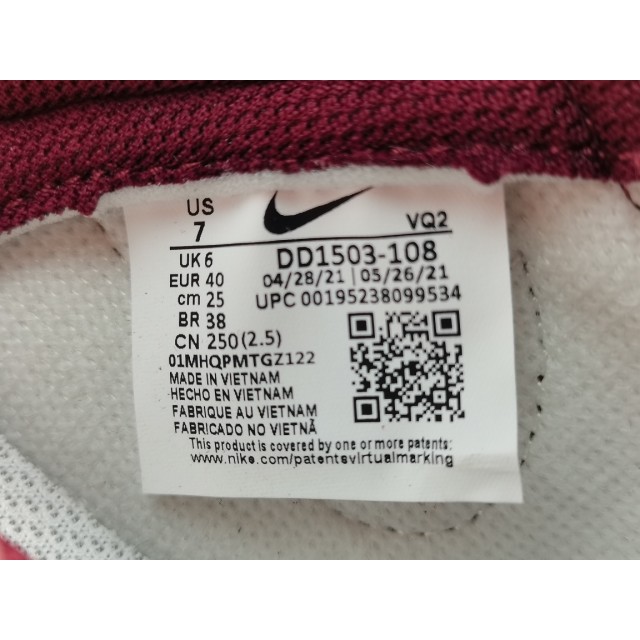 US
7
VQ2
UK 6
DD1503-108
EUR 40
04/28/21 | 05/26/21
cm 25
UPC 00195238099534
BR 38
CN 250 (2.5)
01MHQPMTGZ122
MADE IN VIETNAM
HECHO EN VIETNAM
FABRIQUE AU VIETNAM
FABRICADO NO VIETNÃ
This product is covered by one or more patents:
www.nike.com/patentsvirtualmarking